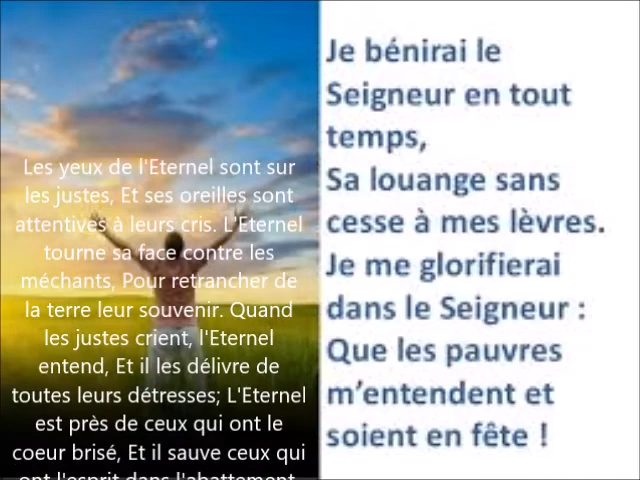 Les yeux de l'Eternel sont sur
les justes, Et ses oreilles sont
attentives à leurs cris. L'Eternel
tourne sa face contre les
méchants, Pour retrancher de
la terre leur souvenir. Quand
les justes crient, l'Eternel
entend, Et il les délivre de
toutes leurs détresses; L'Eternel
est près de ceux qui ont le
coeur brisé, Et il sauve ceux qui
ont l'esprit dans l'abattement.
Je bénirai le
Seigneur en tout
temps,
Sa louange sans
cesse à mes lèvres.
Je me glorifierai
dans le Seigneur :
Que les pauvres
m’entendent et
soient en fête !